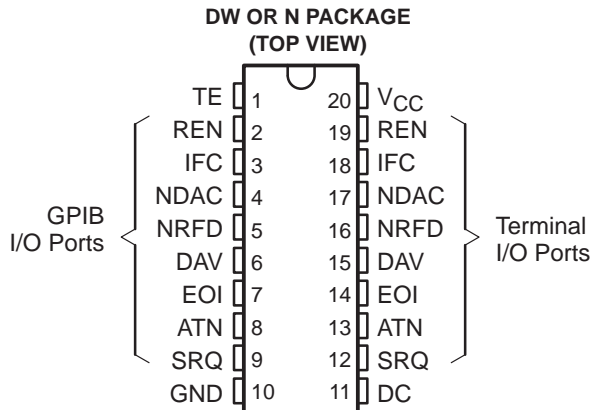 DW OR N PACKAGE
(TOP VIEW)
TE 1 20 VCC
REN 2 19 REN
IFC 3 18 IFC
NDAC 4 17 NDAC
NRFD 5 16 NRFD
DAV 6 15 DAV
EOI 7 14 EOI
ATN 8 13 ATN
SRQ 9 12 SRQ
GND 10 11 DC
GPIB
I/O Ports
Terminal
I/O Ports